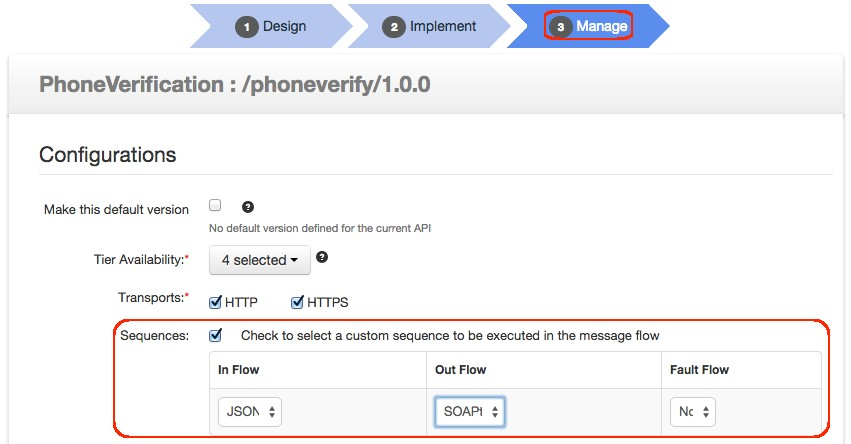 1 Design 2 Implement 3 Manage
PhoneVerification : /phoneverify/1.0.0
Configurations
Make this default version ?
No default version defined for the current API
Tier Availability:* 4 selected ?
Transports:* HTTP HTTPS
Sequences: Check to select a custom sequence to be executed in the message flow
In Flow Out Flow Fault Flow
JSON